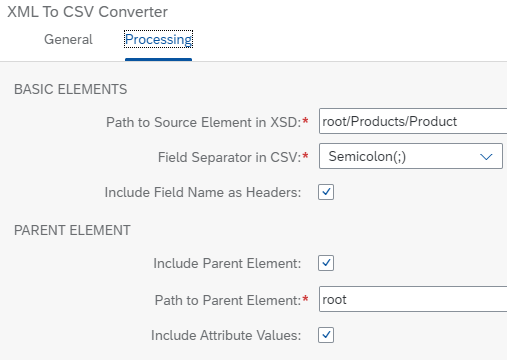 XML To CSV Converter
General Processing
BASIC ELEMENTS
Path to Source Element in XSD:* root/Products/Product
Field Separator in CSV:* Semicolon(;)
Include Field Name as Headers:
PARENT ELEMENT
Include Parent Element:
Path to Parent Element:* root
Include Attribute Values: